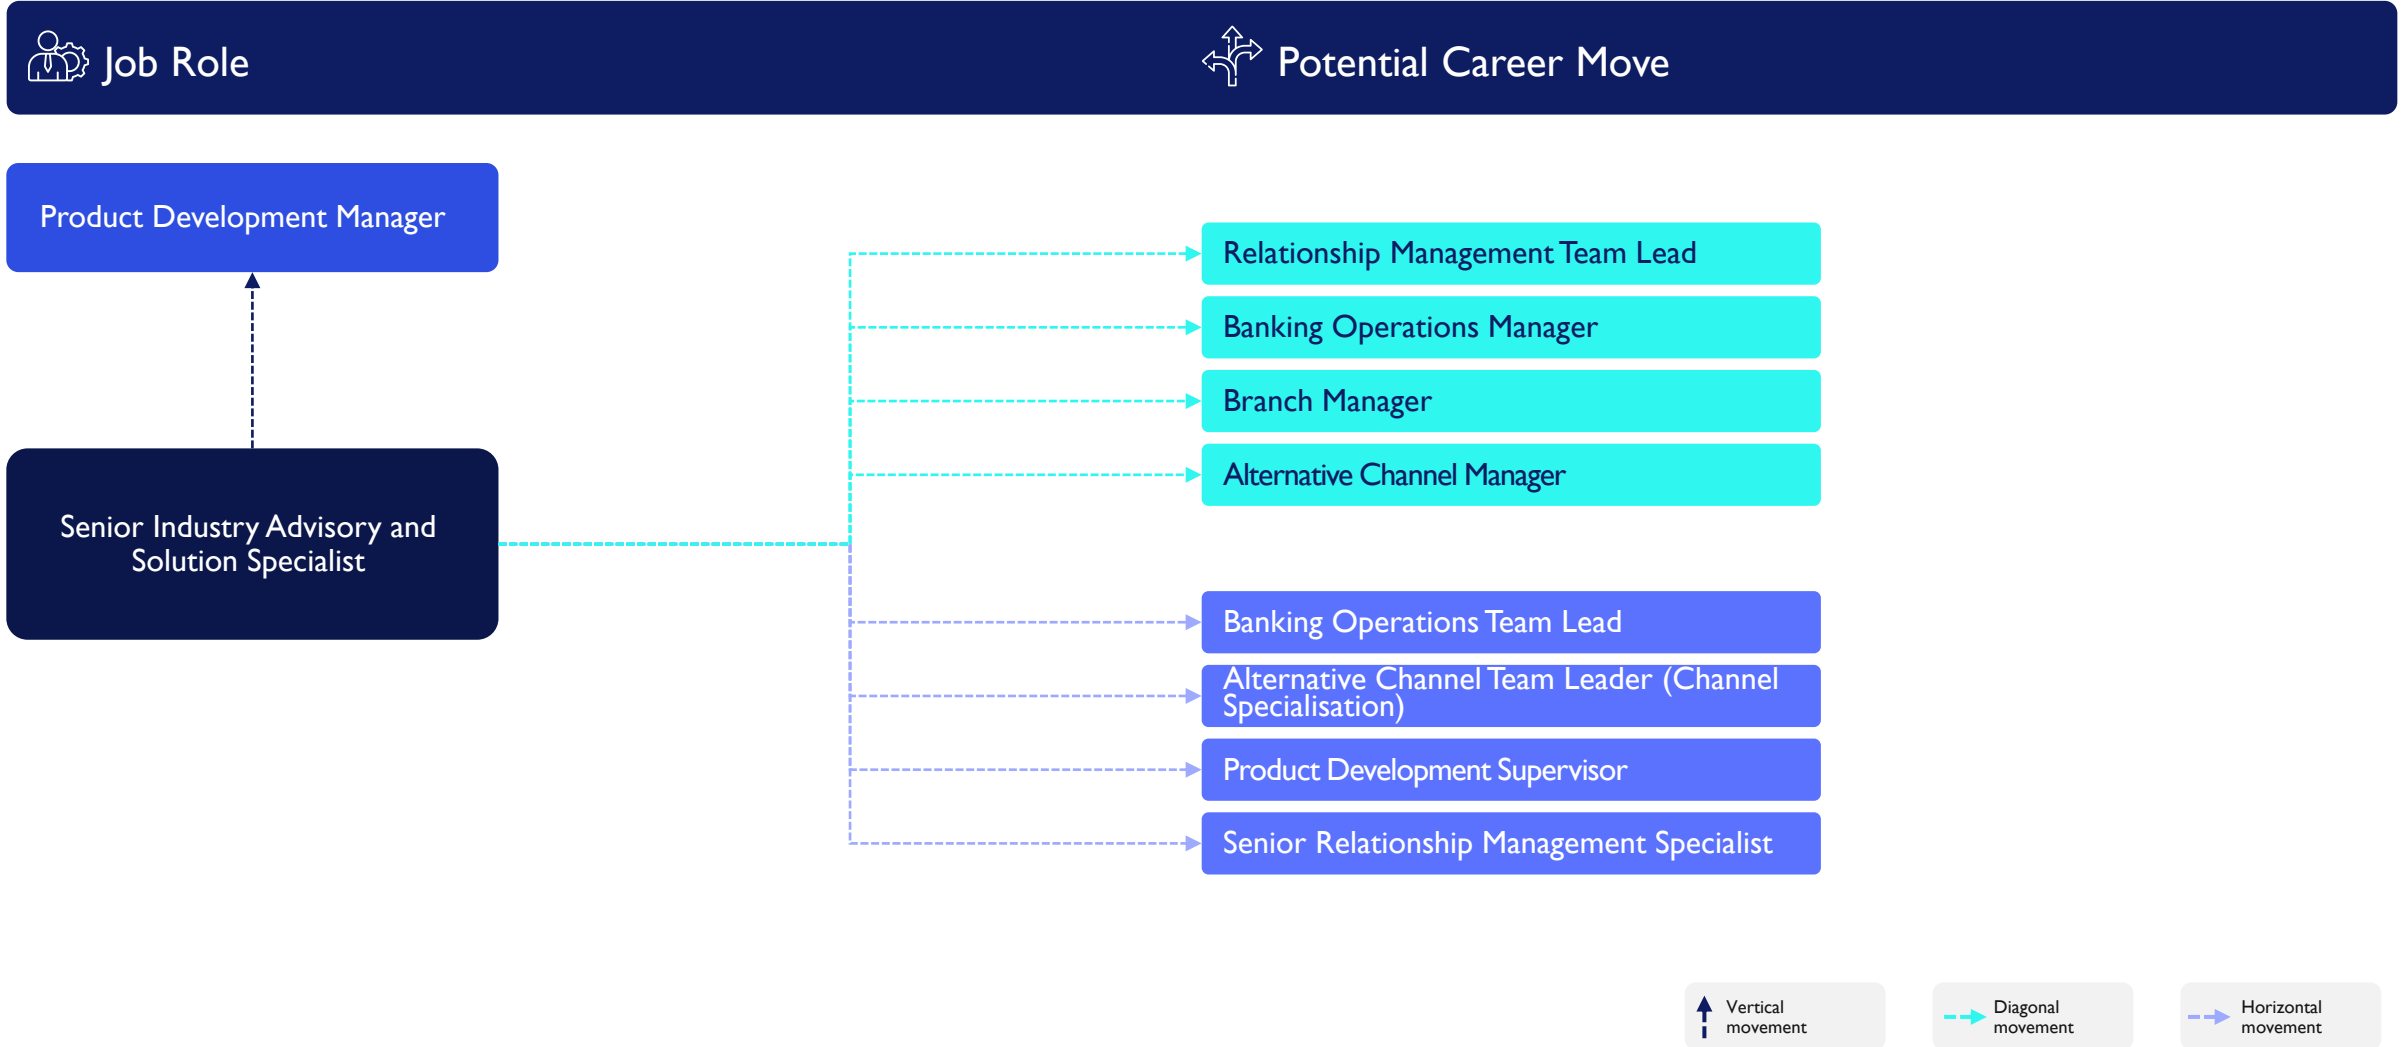 Job Role
Potential Career Move
Product Development Manager
Senior Industry Advisory and
Solution Specialist
Relationship Management Team Lead
Banking Operations Manager
Branch Manager
Alternative Channel Manager
Banking Operations Team Lead
Alternative Channel Team Leader (Channel
Specialisation)
Product Development Supervisor
Senior Relationship Management Specialist
Vertical
movement
Diagonal
movement
Horizontal
movement